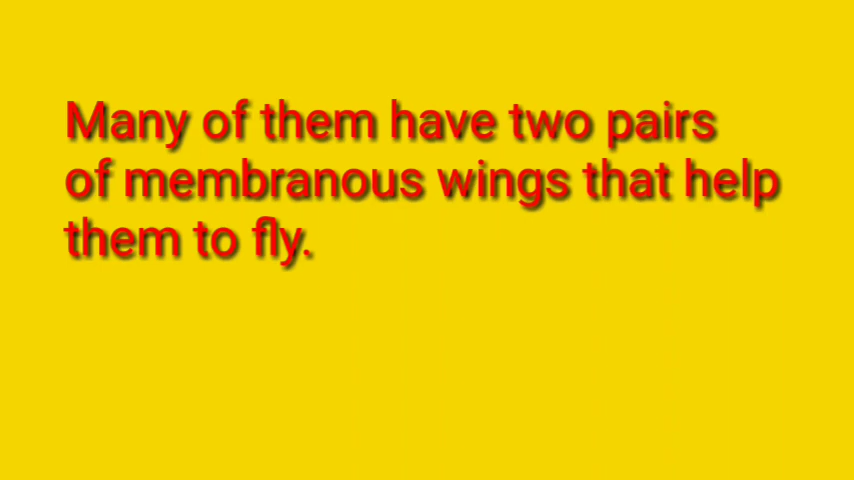 Many of them have two pairs
of membranous wings that help
them to fly.